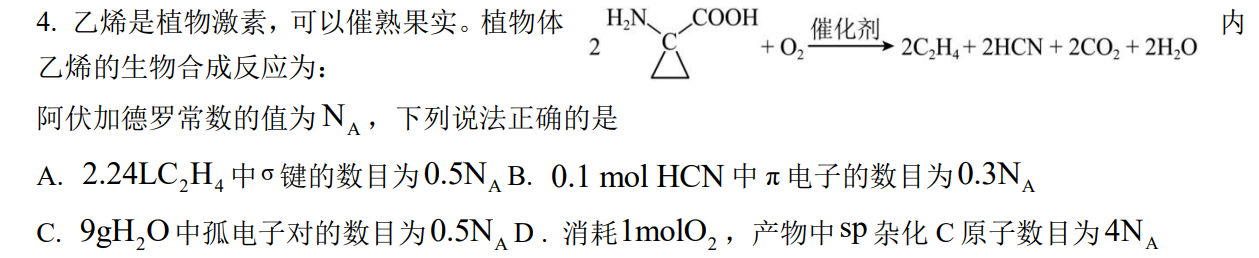 4. 乙烯是植物激素，可以催熟果实。植物体内
乙烯的生物合成反应为：
2 H₂N COOH C + O₂ 催化剂 → 2C₂H₄ + 2HCN + 2CO₂ + 2H₂O
阿伏加德罗常数的值为 N_A，下列说法正确的是
A. 2.24LC₂H₄ 中 σ 键的数目为 0.5N_A B. 0.1 mol HCN 中 π 电子的数目为 0.3N_A
C. 9gH₂O 中孤电子对的数目为 0.5N_A D. 消耗 1molO₂，产物中 sp 杂化 C 原子数目为 4N_A